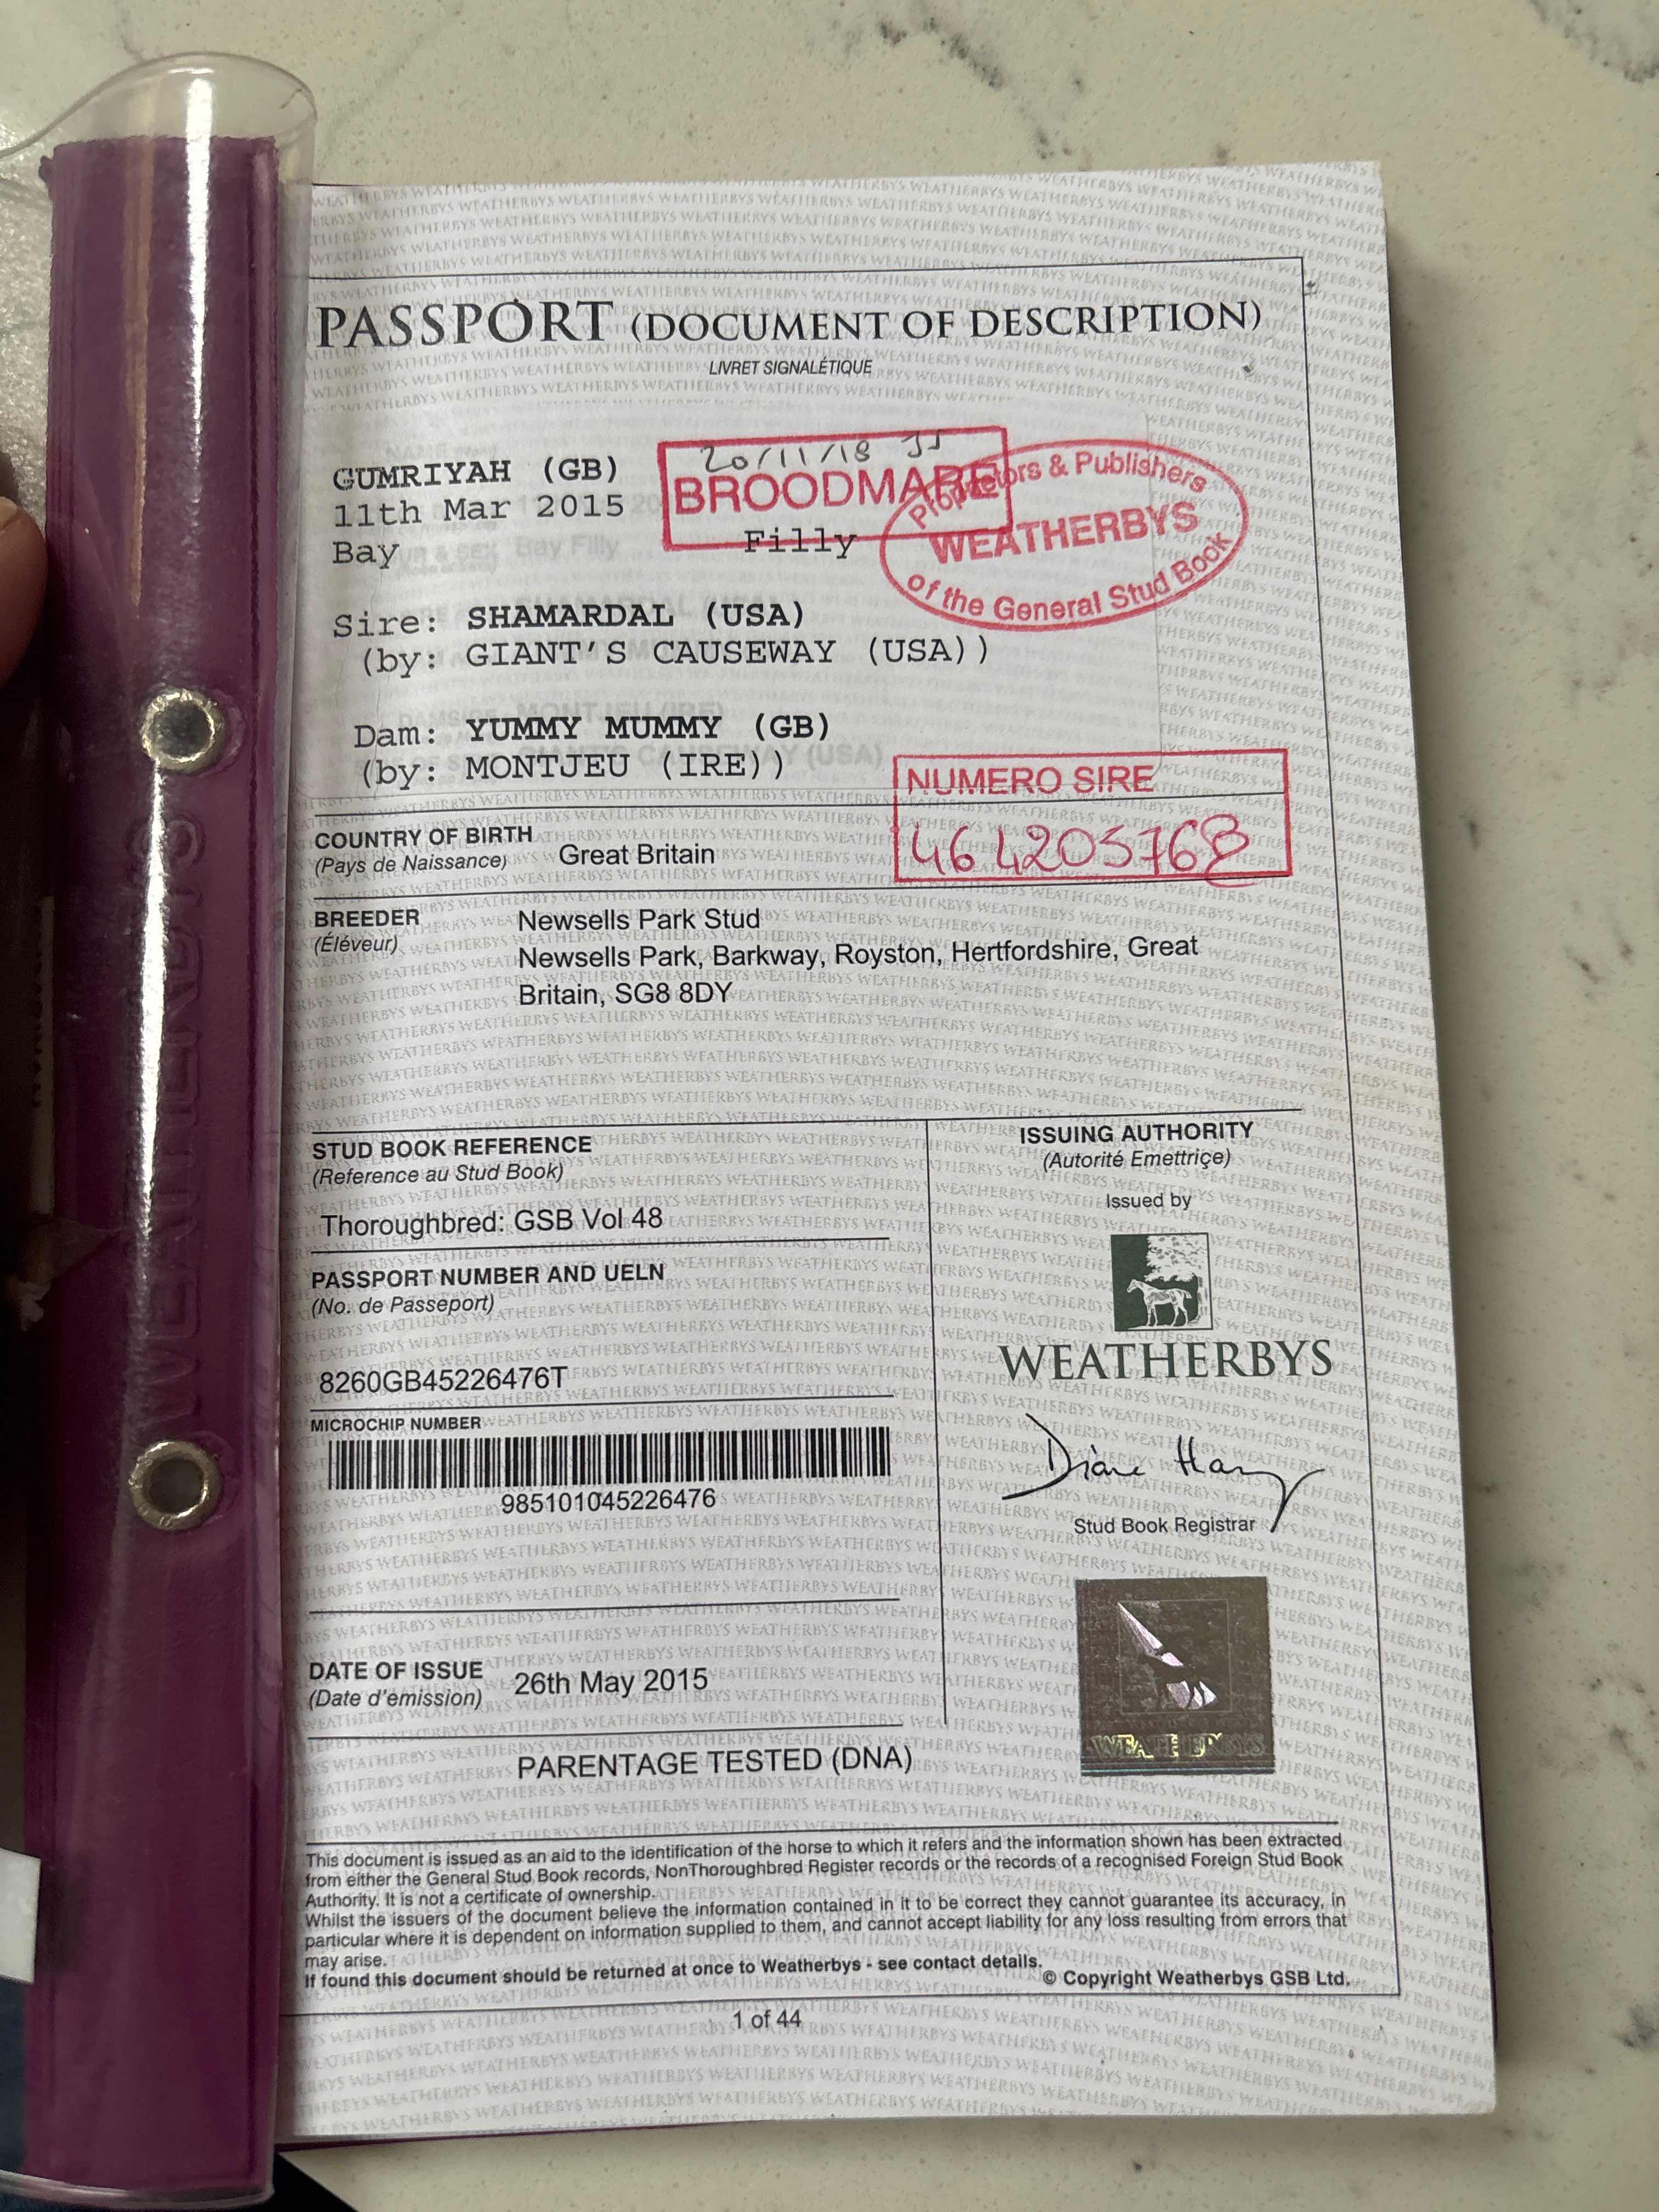 PASSPORT (DOCUMENT OF DESCRIPTION)
LIVRET SIGNALÉTIQUE
GUMRIYAH (GB)
11th Mar 2015
Bay
Filly
20/11/18 JJ
BROODMARE
Proprietors & Publishers
WEATHERBYS
of the General Stud Book
Sire: SHAMARDAL (USA)
(by: GIANT'S CAUSEWAY (USA))
Dam: YUMMY MUMMY (GB)
(by: MONTJEU (IRE))
NUMERO SIRE
COUNTRY OF BIRTH
(Pays de Naissance)
Great Britain
BREEDER
(Éléveur)
Newsells Park Stud
Newsells Park, Barkway, Royston, Hertfordshire, Great
Britain, SG8 8DY
STUD BOOK REFERENCE
(Reference au Stud Book)
Thoroughbred: GSB Vol 48
PASSPORT NUMBER AND UELN
(No. de Passeport)
8260GB45226476T
MICROCHIP NUMBER
985101045226476
DATE OF ISSUE
(Date d'emission)
26th May 2015
PARENTAGE TESTED (DNA)
ISSUING AUTHORITY
(Autorité Emettriçe)
Issued by
WEATHERBYS
Stud Book Registrar
WEATHERBYS
This document is issued as an aid to the identification of the horse to which it refers and the information shown has been extracted
from either the General Stud Book records, NonThoroughbred Register records or the records of a recognised Foreign Stud Book
Authority. It is not a certificate of ownership.
Whilst the issuers of the document believe the information contained in it to be correct they cannot guarantee its accuracy, in
particular where it is dependent on information supplied to them, and cannot accept liability for any loss resulting from errors that
may arise.
If found this document should be returned at once to Weatherbys - see contact details.
© Copyright Weatherbys GSB Ltd.
1 of 44